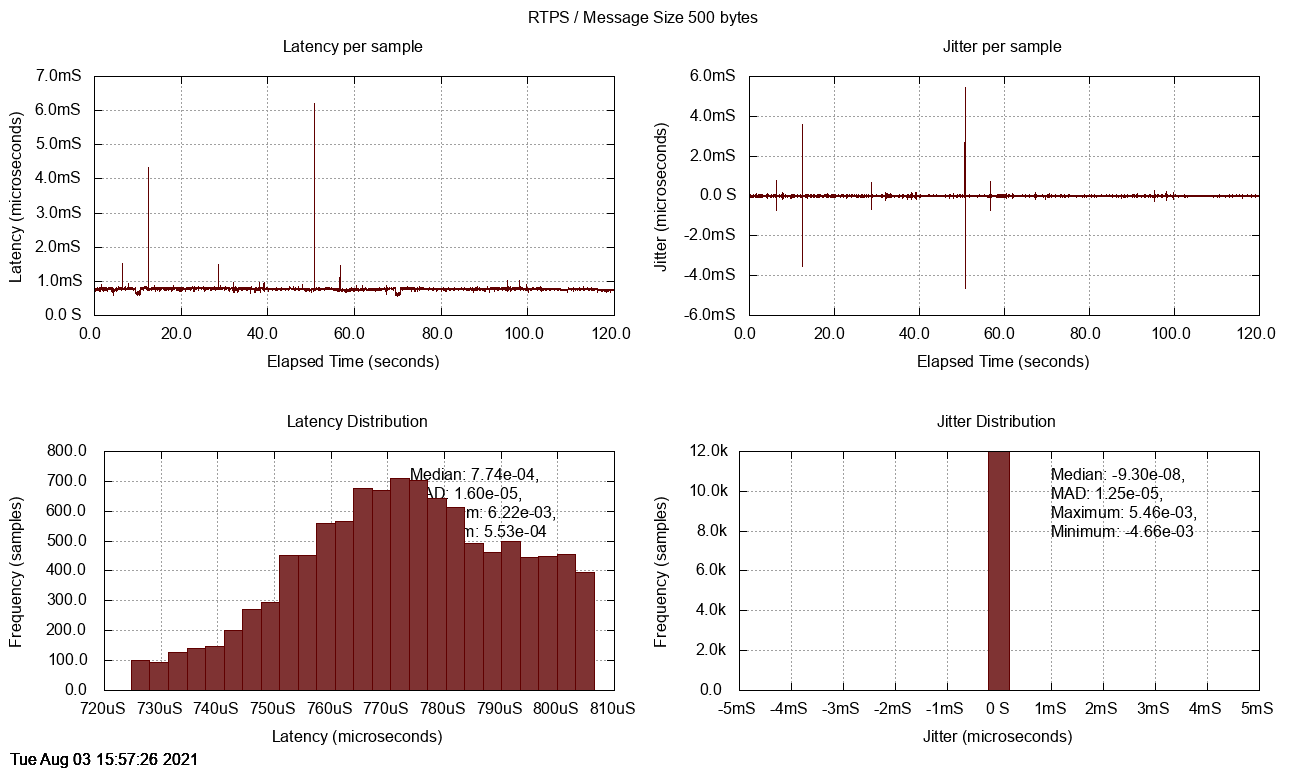 RTPS / Message Size 500 bytes
Latency per sample
7.0mS
6.0mS
5.0mS
4.0mS
3.0mS
2.0mS
1.0mS
0.0 S
Latency (microseconds)
0.0 20.0 40.0 60.0 80.0 100.0 120.0
Elapsed Time (seconds)
Jitter per sample
6.0mS
4.0mS
2.0mS
0.0 S
-2.0mS
-4.0mS
-6.0mS
Jitter (microseconds)
0.0 20.0 40.0 60.0 80.0 100.0 120.0
Elapsed Time (seconds)
Latency Distribution
800.0
700.0
600.0
500.0
400.0
300.0
200.0
100.0
0.0
Frequency (samples)
Median: 7.74e-04,
AD: 1.60e-05,
m: 6.22e-03,
m: 5.53e-04
720uS 730uS 740uS 750uS 760uS 770uS 780uS 790uS 800uS 810uS
Latency (microseconds)
Jitter Distribution
12.0k
10.0k
8.0k
6.0k
4.0k
2.0k
0.0
Frequency (samples)
Median: -9.30e-08,
MAD: 1.25e-05,
Maximum: 5.46e-03,
Minimum: -4.66e-03
-5mS -4mS -3mS -2mS -1mS 0 S 1mS 2mS 3mS 4mS 5mS
Jitter (microseconds)
Tue Aug 03 15:57:26 2021